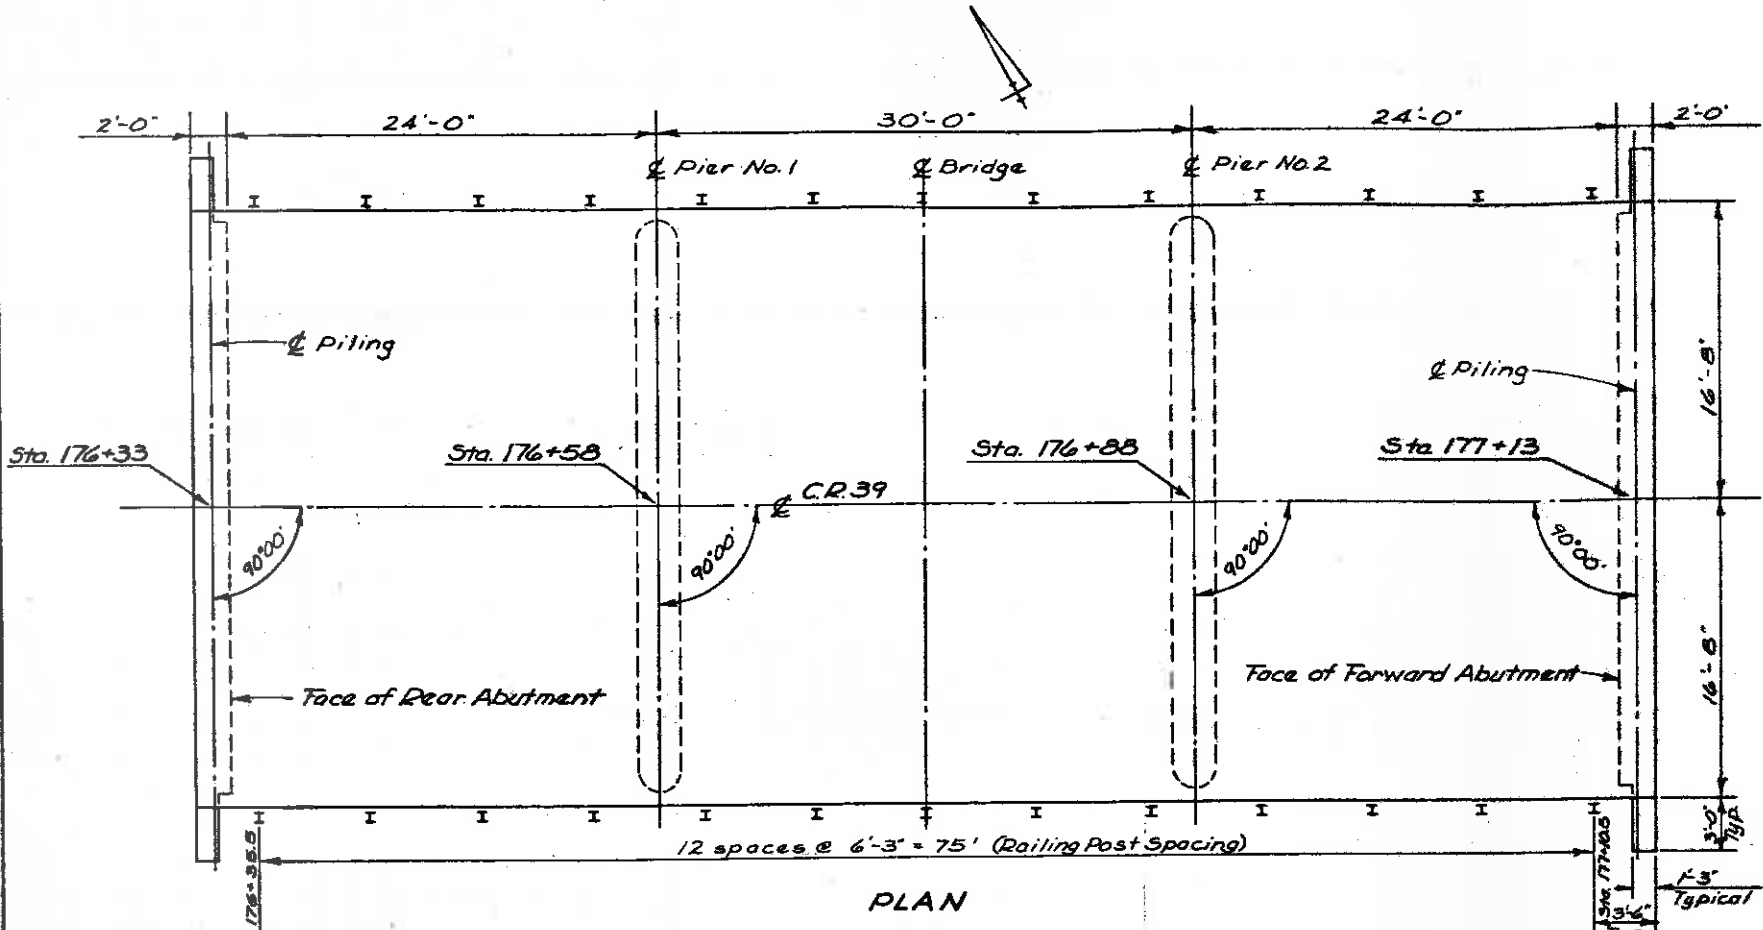 2'-0" 24'-0" 30'-0" 24'-0" 2'-0"
℄ Pier No.1 ℄ Bridge ℄ Pier No.2
℄ Piling
℄ Piling
16'-8"
Sta. 176+33 Sta. 176+58 Sta. 176+88 Sta 177+13
℄ C.R.39
90°00' 90°00' 90°00' 90°00'
Face of Rear Abutment Face of Forward Abutment
16'-8"
12 spaces @ 6'-3" = 75' (Railing Post Spacing)
3'-0"
Typ.
176+35.5
Sta. 177+10.5
1'-3"
Typical
3'-6"
PLAN